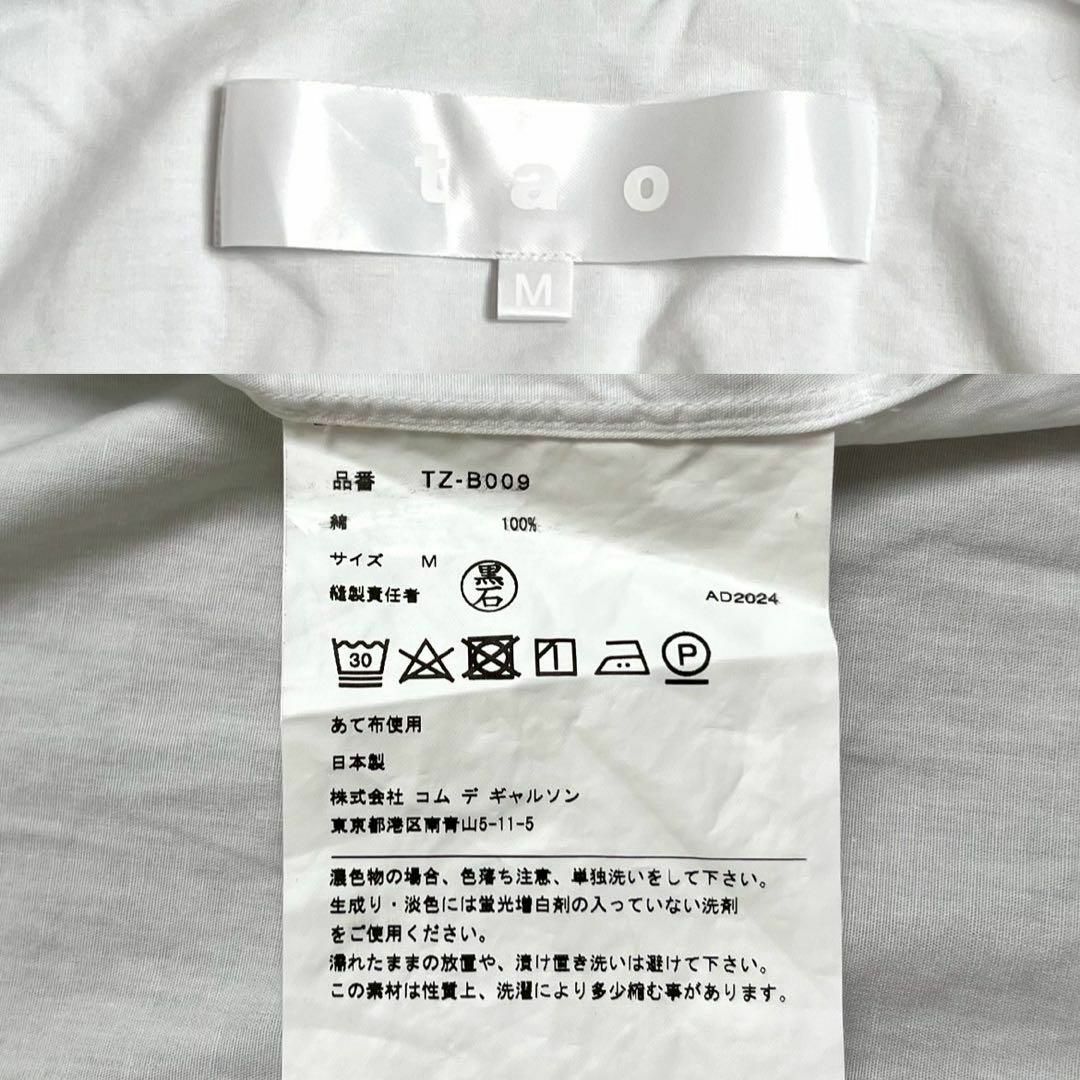 tao
M
品番 TZ-B009
綿 100%
サイズ M
縫製責任者 黒石 AD2024
30 P
あて布使用
日本製
株式会社 コム デ ギャルソン
東京都港区南青山5-11-5
濃色物の場合、色落ち注意、単独洗いをして下さい。
生成り・淡色には蛍光増白剤の入っていない洗剤
をご使用ください。
濡れたままの放置や、漬け置き洗いは避けて下さい。
この素材は性質上、洗濯により多少縮む事があります。